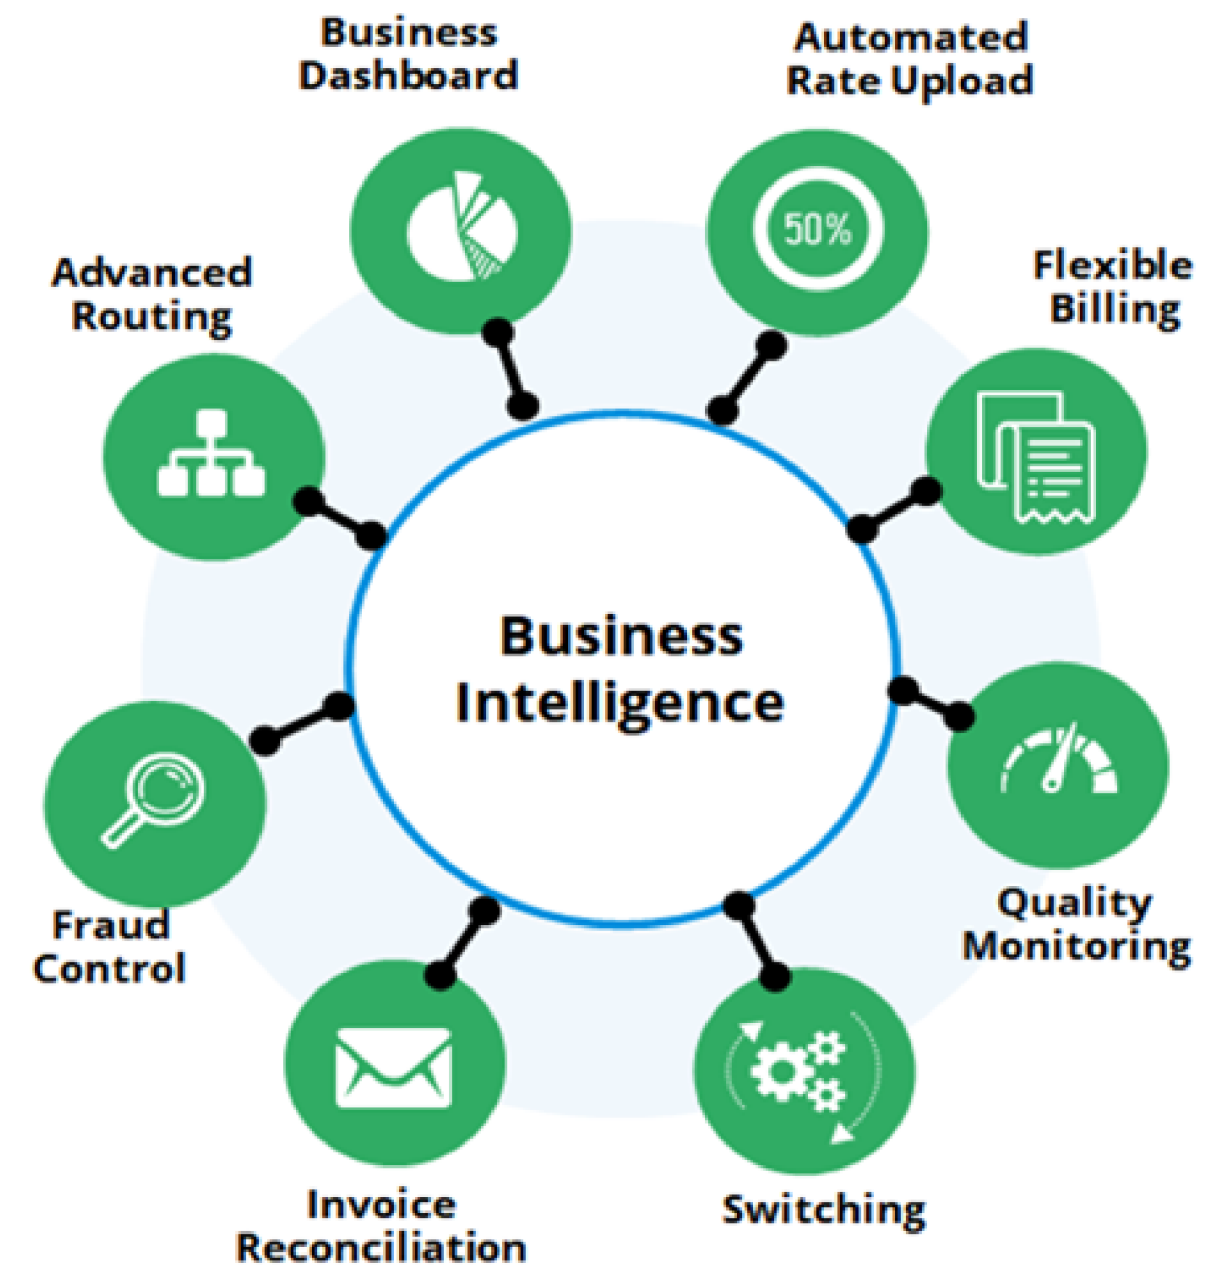 Business
Dashboard
Automated
Rate Upload
50%
Flexible
Billing
Advanced
Routing
Business
Intelligence
Quality
Monitoring
Fraud
Control
Invoice
Reconciliation
Switching